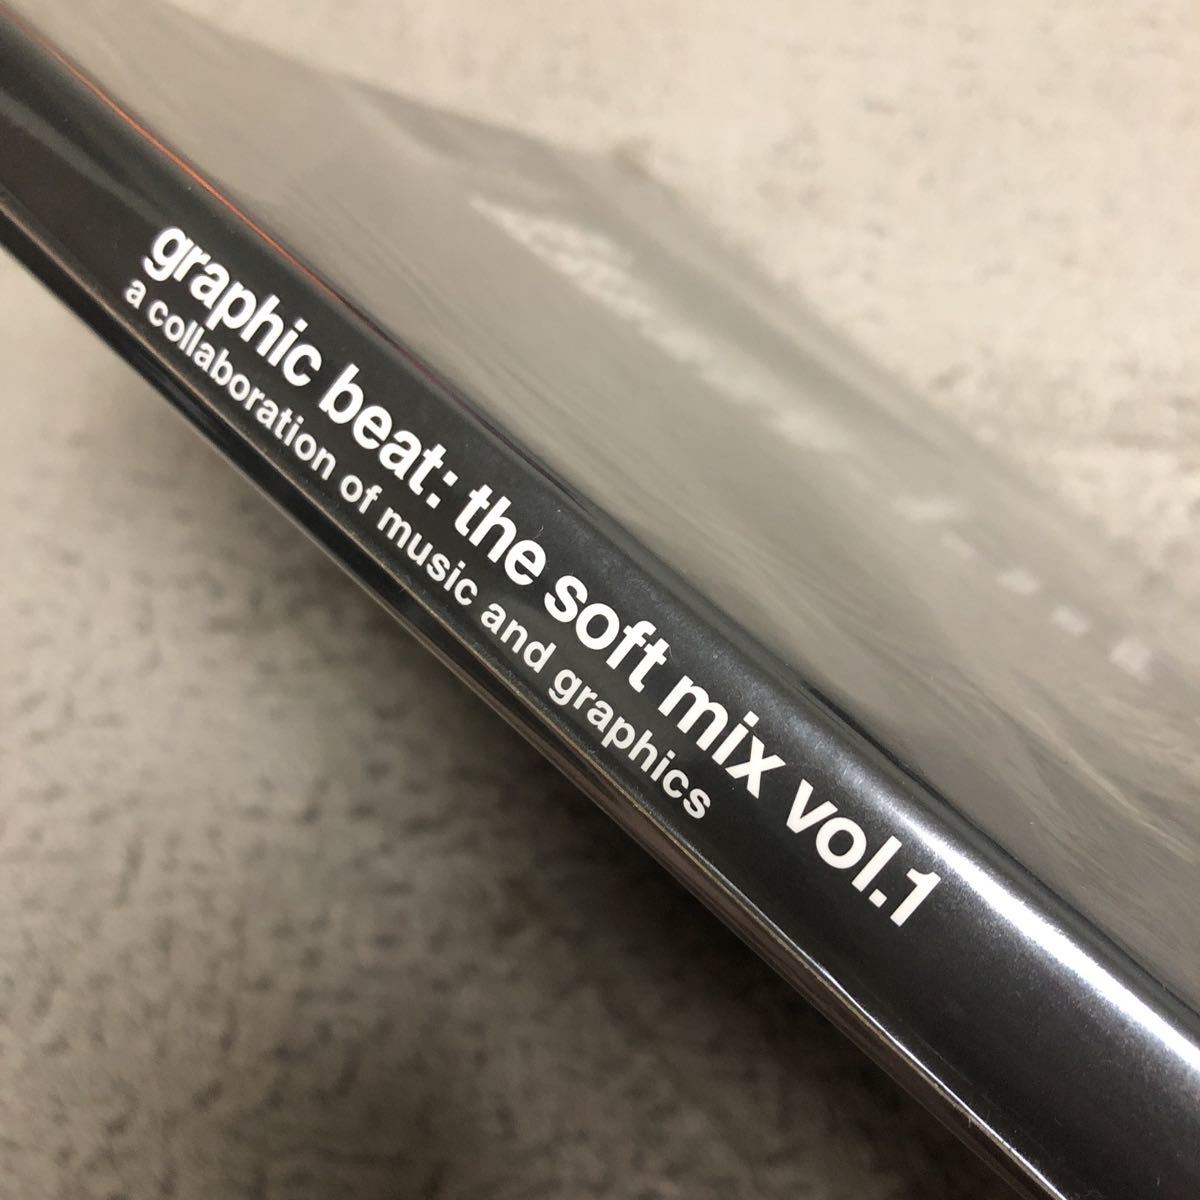 graphic beat: the soft mix vol.1
a collaboration of music and graphics